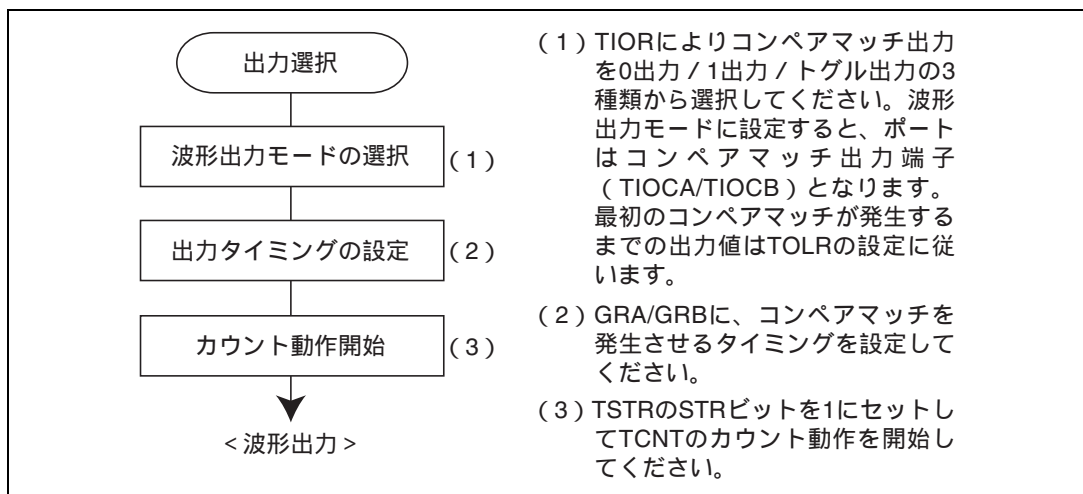 出力選択
波形出力モードの選択
(1)
出力タイミングの設定
(2)
カウント動作開始
(3)
<波形出力>
(1)TIORによりコンペアマッチ出力
を0出力/1出力/トグル出力の3
種類から選択してください。波形
出力モードに設定すると、ポート
はコンペアマッチ出力端子
(TIOCA/TIOCB)となります。
最初のコンペアマッチが発生する
までの出力値はTOLRの設定に従
います。
(2)GRA/GRBに、コンペアマッチを
発生させるタイミングを設定して
ください。
(3)TSTRのSTRビットを1にセットし
てTCNTのカウント動作を開始し
てください。